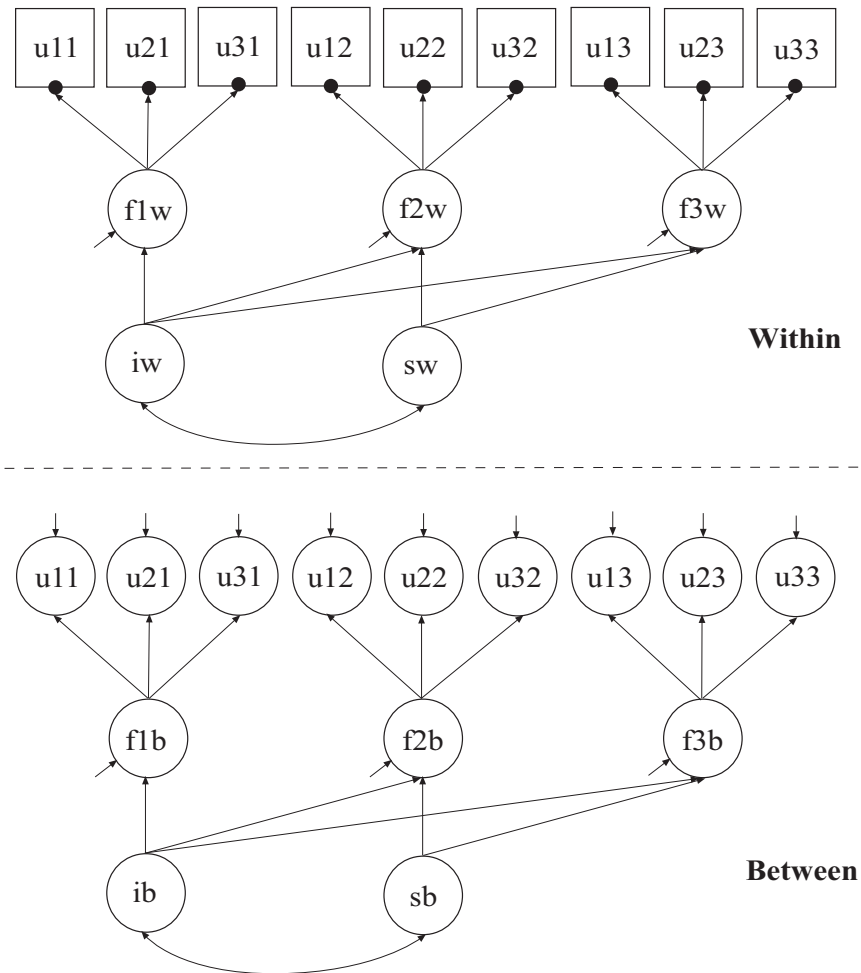 u11 u21 u31 u12 u22 u32 u13 u23 u33
f1w f2w f3w
iw sw
Within
u11 u21 u31 u12 u22 u32 u13 u23 u33
f1b f2b f3b
ib sb
Between